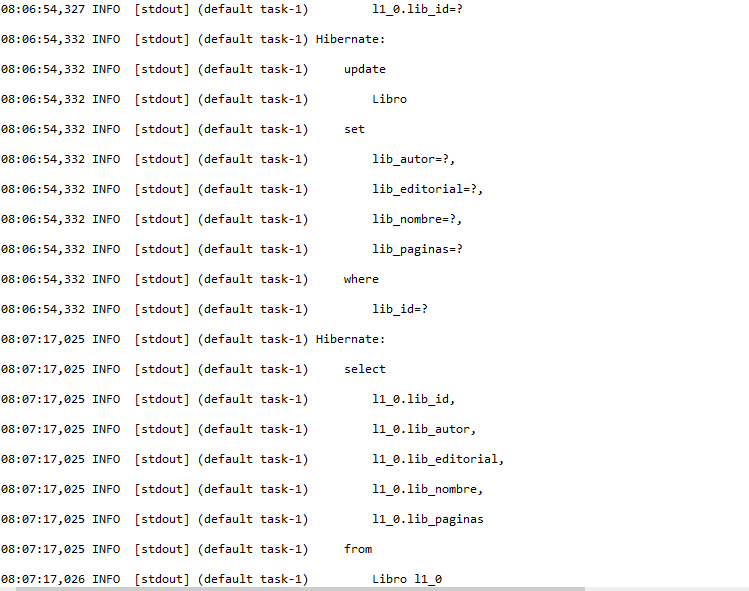 08:06:54,327 INFO  [stdout] (default task-1)         l1_0.lib_id=?
08:06:54,332 INFO  [stdout] (default task-1) Hibernate:
08:06:54,332 INFO  [stdout] (default task-1)     update
08:06:54,332 INFO  [stdout] (default task-1)         Libro
08:06:54,332 INFO  [stdout] (default task-1)     set
08:06:54,332 INFO  [stdout] (default task-1)         lib_autor=?,
08:06:54,332 INFO  [stdout] (default task-1)         lib_editorial=?,
08:06:54,332 INFO  [stdout] (default task-1)         lib_nombre=?,
08:06:54,332 INFO  [stdout] (default task-1)         lib_paginas=?
08:06:54,332 INFO  [stdout] (default task-1)     where
08:06:54,332 INFO  [stdout] (default task-1)         lib_id=?
08:07:17,025 INFO  [stdout] (default task-1) Hibernate:
08:07:17,025 INFO  [stdout] (default task-1)     select
08:07:17,025 INFO  [stdout] (default task-1)         l1_0.lib_id,
08:07:17,025 INFO  [stdout] (default task-1)         l1_0.lib_autor,
08:07:17,025 INFO  [stdout] (default task-1)         l1_0.lib_editorial,
08:07:17,025 INFO  [stdout] (default task-1)         l1_0.lib_nombre,
08:07:17,025 INFO  [stdout] (default task-1)         l1_0.lib_paginas
08:07:17,025 INFO  [stdout] (default task-1)     from
08:07:17,026 INFO  [stdout] (default task-1)         Libro l1_0